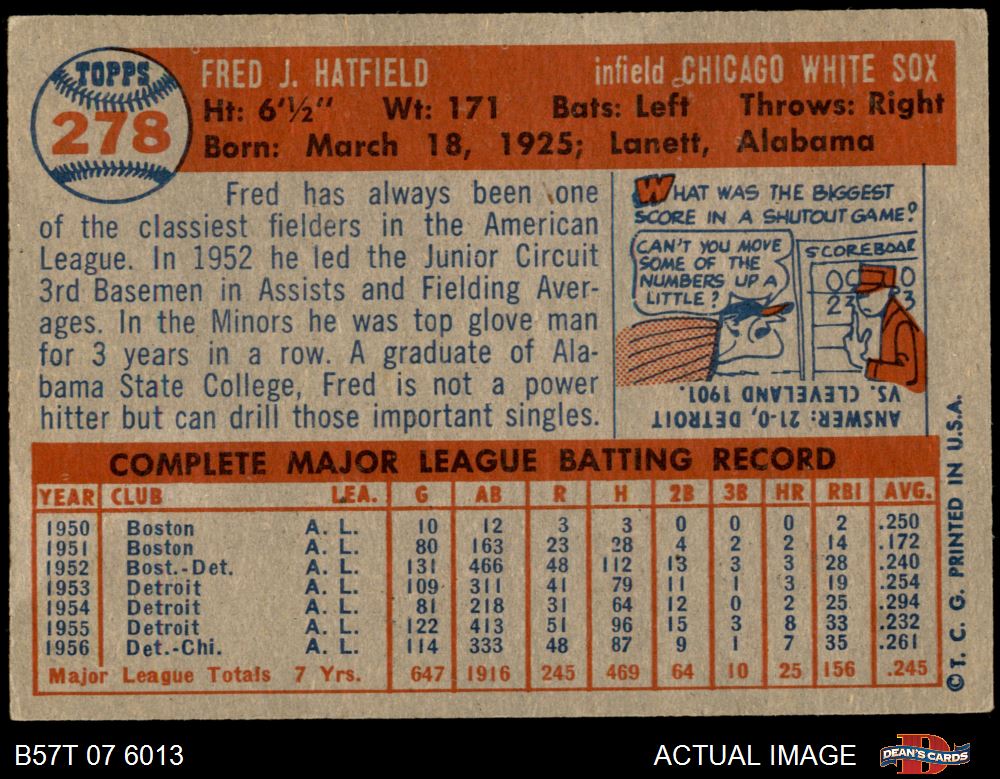 TOPPS
278
FRED J. HATFIELD infield CHICAGO WHITE SOX
Ht: 6'½" Wt: 171 Bats: Left Throws: Right
Born: March 18, 1925; Lanett, Alabama
Fred has always been one
of the classiest fielders in the American
League. In 1952 he led the Junior Circuit
3rd Basemen in Assists and Fielding Aver-
ages. In the Minors he was top glove man
for 3 years in a row. A graduate of Ala-
bama State College, Fred is not a power
hitter but can drill those important singles.
WHAT WAS THE BIGGEST
SCORE IN A SHUTOUT GAME?
CAN'T YOU MOVE
SOME OF THE
NUMBERS UP A
LITTLE?
SCOREBOAR
ANSWER: 21-0, DETROIT
VS. CLEVELAND 1901.
COMPLETE MAJOR LEAGUE BATTING RECORD
YEAR CLUB LEA. G AB R H 2B 3B HR RBI AVG.
1950 Boston A. L. 10 12 3 3 0 0 0 2 .250
1951 Boston A. L. 80 163 23 28 4 2 2 14 .172
1952 Bost.-Det. A. L. 131 466 48 112 13 3 3 28 .240
1953 Detroit A. L. 109 311 41 79 11 1 3 19 .254
1954 Detroit A. L. 81 218 31 64 12 0 2 25 .294
1955 Detroit A. L. 122 413 51 96 15 3 8 33 .232
1956 Det.-Chi. A. L. 114 333 48 87 9 1 7 35 .261
Major League Totals 7 Yrs. 647 1916 245 469 64 10 25 156 .245
© T. C. G. PRINTED IN U.S.A.
B57T 07 6013 ACTUAL IMAGE DEAN'S CARDS